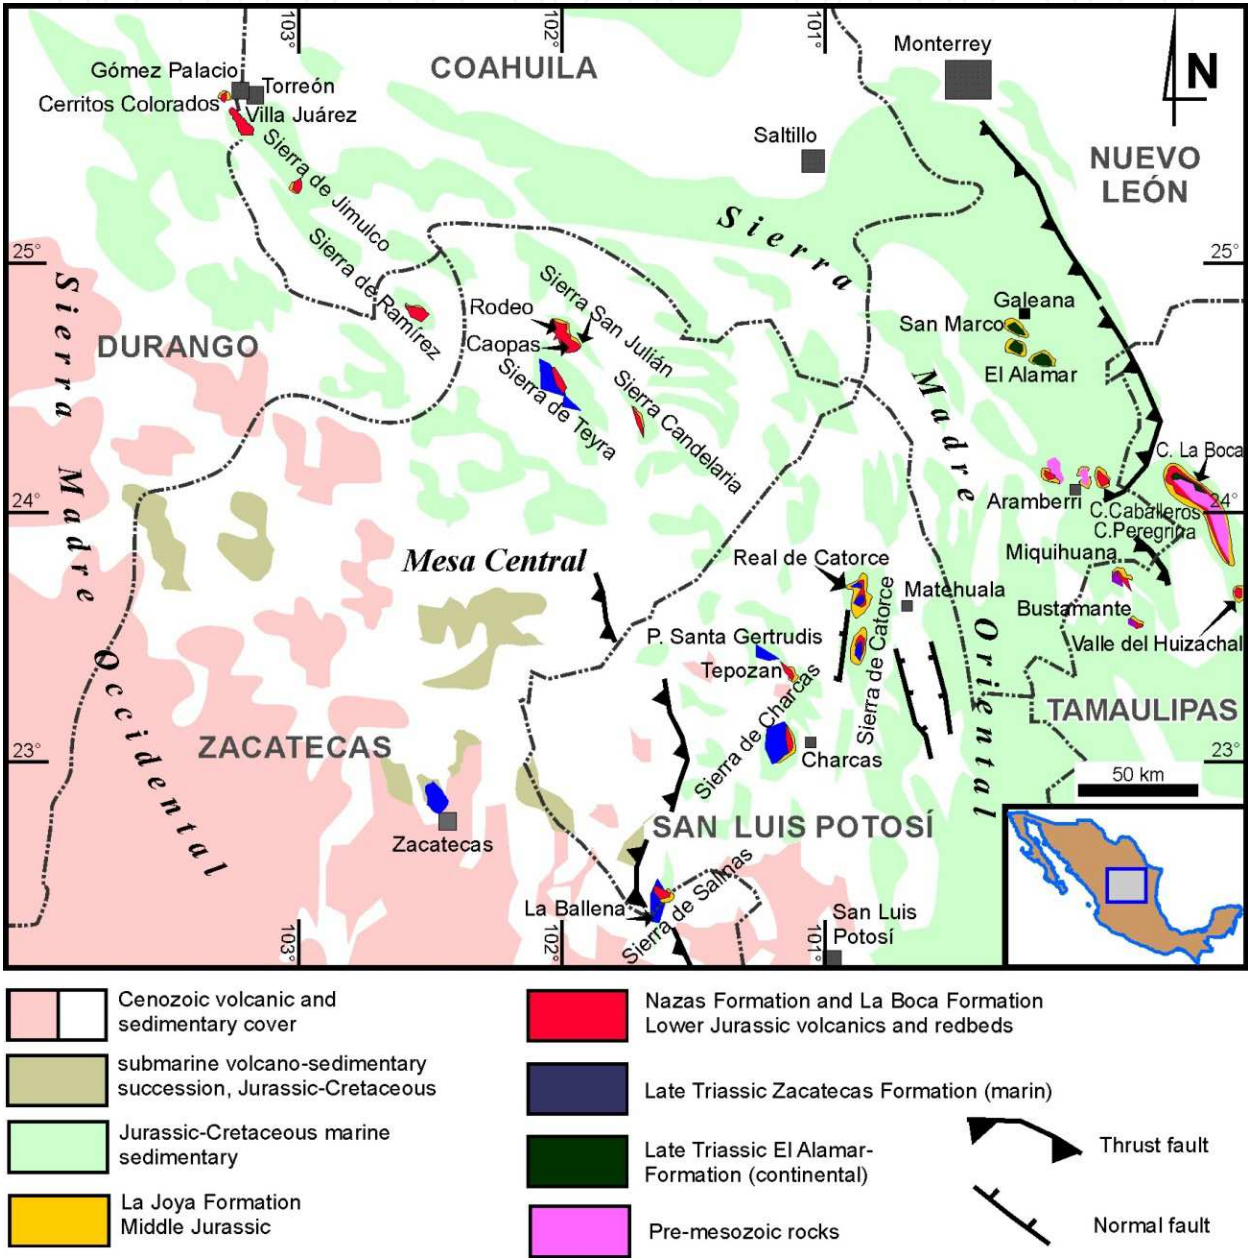 103°
102°
101°
Monterrey
N
COAHUILA
Gómez Palacio
Torreón
Cerritos Colorados
Villa Juárez
Saltillo
NUEVO
LEÓN
Sierra de Jimulco
Sierra
25°
25°
Sierra de Ramírez
Sierra San Julián
Rodeo
Caopas
Galeana
San Marco
El Alamar
DURANGO
Sierra Madre
Sierra de Teyra
Sierra Candelaria
Madre
C. La Boca
Aramberri
24°
24°
C.Caballeros
C.Peregrina
Mesa Central
Real de Catorce
Miquihuana
Matehuala
Bustamante
P. Santa Gertrudis
Valle del Huizachal
Tepozan
Sierra de Catorce
Oriental
Occidental
Sierra de Charcas
TAMAULIPAS
ZACATECAS
23°
23°
Charcas
50 km
SAN LUIS POTOSÍ
Zacatecas
La Ballena
Sierra de Salinas
San Luis
Potosí
103°
102°
101°
Cenozoic volcanic and
sedimentary cover
submarine volcano-sedimentary
succession, Jurassic-Cretaceous
Jurassic-Cretaceous marine
sedimentary
La Joya Formation
Middle Jurassic
Nazas Formation and La Boca Formation
Lower Jurassic volcanics and redbeds
Late Triassic Zacatecas Formation (marin)
Late Triassic El Alamar-
Formation (continental)
Pre-mesozoic rocks
Thrust fault
Normal fault